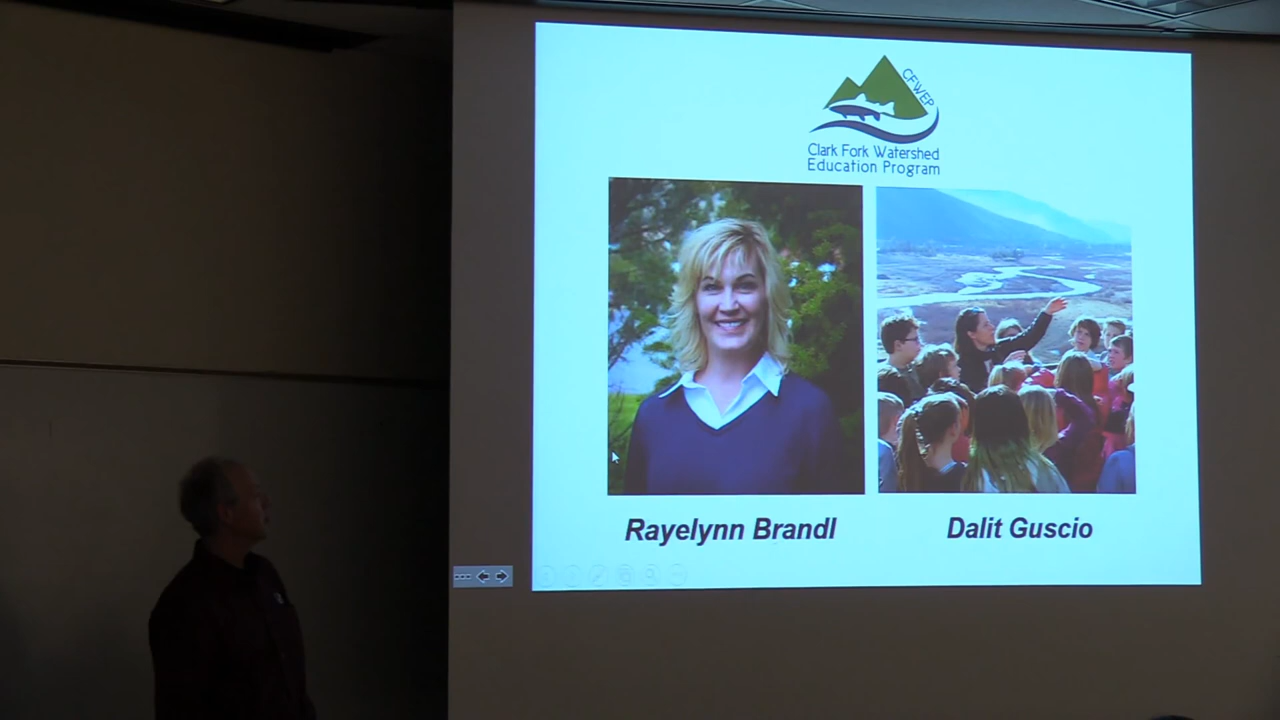 CFWEP
Clark Fork Watershed
Education Program
Rayelynn Brandl
Dalit Guscio